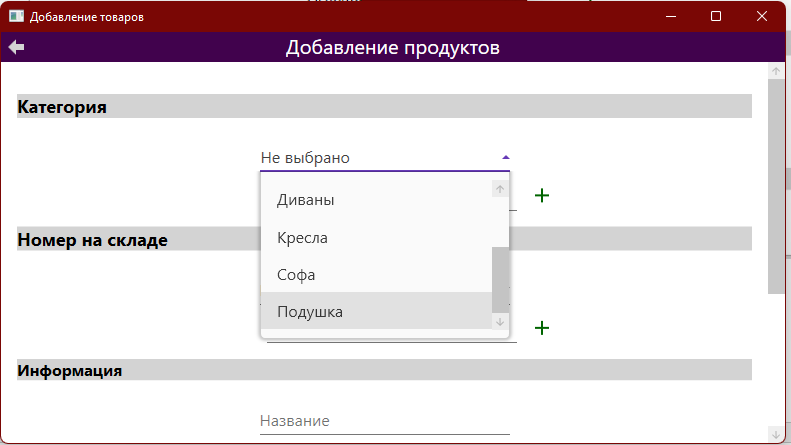 Добавление товаров
Добавление продуктов
Категория
Не выбрано
Диваны
Кресла
Номер на складе
Софа
Подушка
Информация
Название